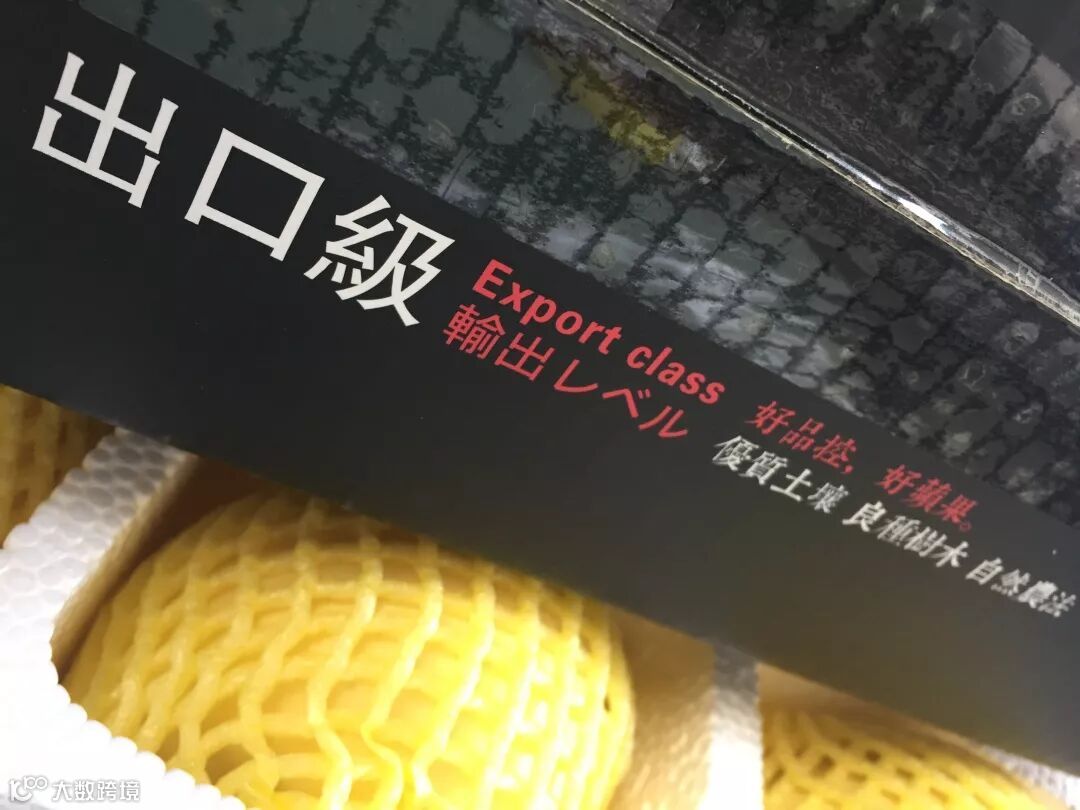 出口級
Export class
輸出レベル
好品控，好蘋果。
優質土壤 良種樹木 自然農法
大数跨境